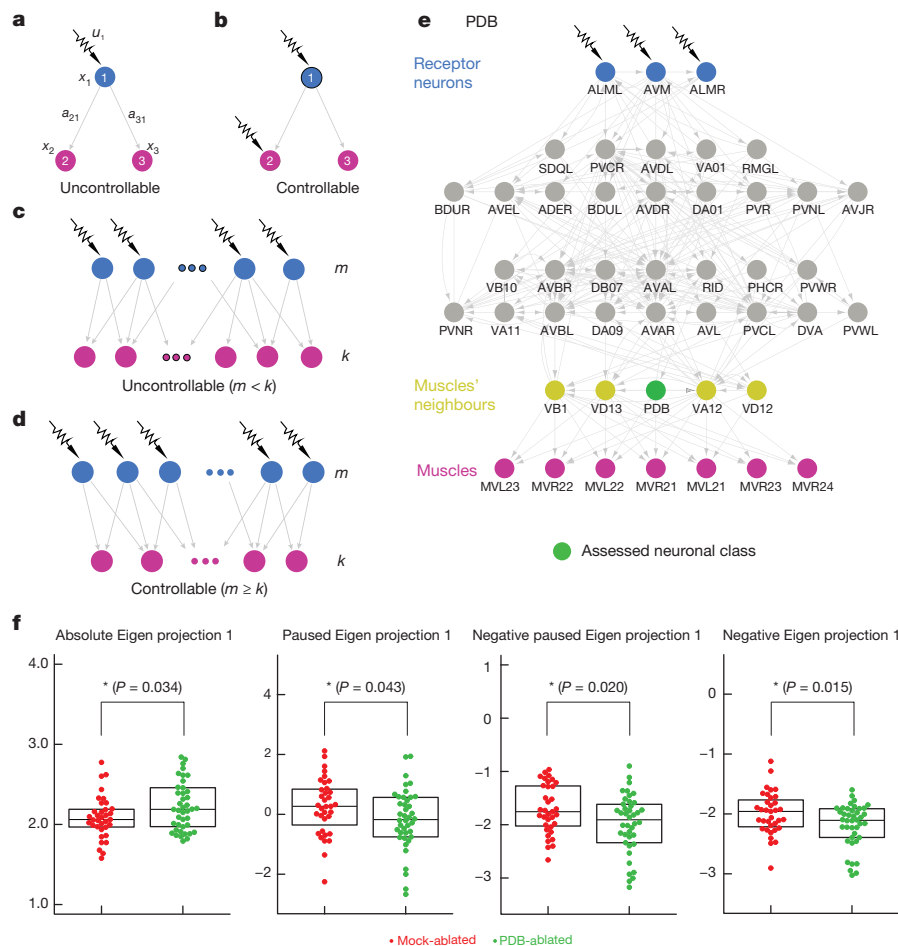 a
u₁
1
x₁
a₂₁
a₃₁
x₂
x₃
2
3
Uncontrollable
b
1
2
3
Controllable
c
m
k
Uncontrollable (m < k)
d
m
k
Controllable (m ≥ k)
e
PDB
Receptor
neurons
ALML AVM ALMR
SDQL PVCR AVDL VA01 RMGL
BDUR AVEL ADER BDUL AVDR DA01 PVR PVNL AVJR
VB10 AVBR DB07 AVAL RID PHCR PVWR
PVNR VA11 AVBL DA09 AVAR AVL PVCL DVA PVWL
Muscles'
neighbours
VB1 VD13 PDB VA12 VD12
Muscles
MVL23 MVR22 MVL22 MVR21 MVL21 MVR23 MVR24
Assessed neuronal class
f
Absolute Eigen projection 1
* (P = 0.034)
4.0
3.0
2.0
1.0
Paused Eigen projection 1
* (P = 0.043)
4
2
0
−2
Negative paused Eigen projection 1
* (P = 0.020)
1
0
−1
−2
−3
Negative Eigen projection 1
* (P = 0.015)
0
−1
−2
−3
Mock-ablated PDB-ablated